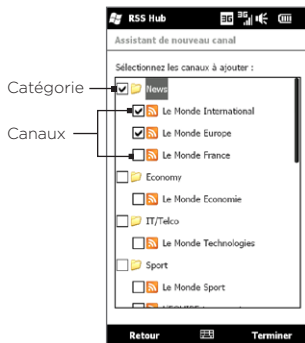 RSS Hub
Assistant de nouveau canal
Sélectionnez les canaux à ajouter :
Catégorie
News
Le Monde International
Canaux
Le Monde Europe
Le Monde France
Economy
Le Monde Economie
IT/Telco
Le Monde Technologies
Sport
Le Monde Sport
Retour
Terminer